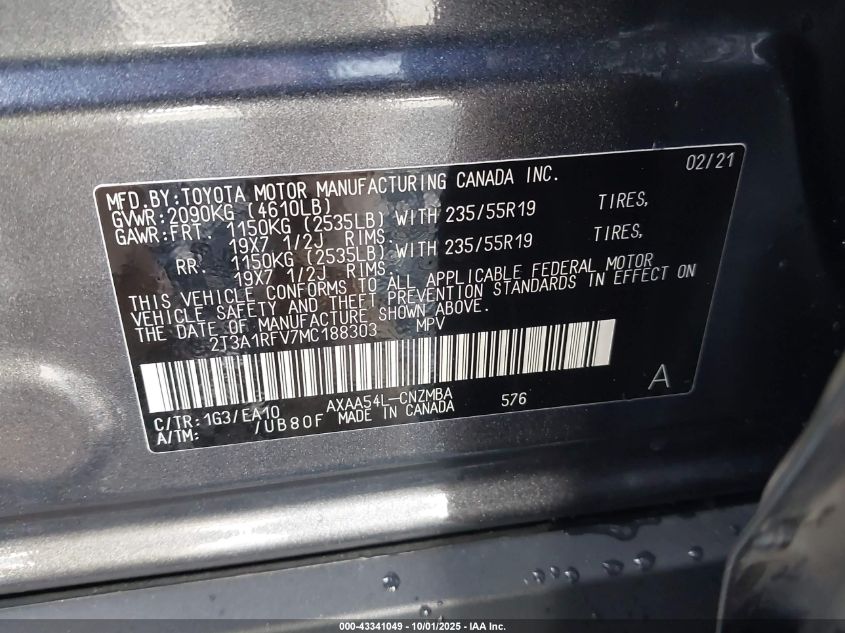 02/21
MFD.BY:TOYOTA MOTOR MANUFACTURING CANADA INC.
GVWR:2090KG (4610LB)
GAWR:FRT. 1150KG (2535LB) WITH 235/55R19 TIRES,
19X7 1/2J RIMS.
RR. 1150KG (2535LB) WITH 235/55R19 TIRES,
19X7 1/2J RIMS.
THIS VEHICLE CONFORMS TO ALL APPLICABLE FEDERAL MOTOR
VEHICLE SAFETY AND THEFT PREVENTION STANDARDS IN EFFECT ON
THE DATE OF MANUFACTURE SHOWN ABOVE.
2T3A1RFV7MC188303 MPV
A
C/TR:1G3/EA10 AXAA54L-CNZMBA 576
A/TM: /UB80F MADE IN CANADA
000-43341049 - 10/01/2025 - IAA Inc.